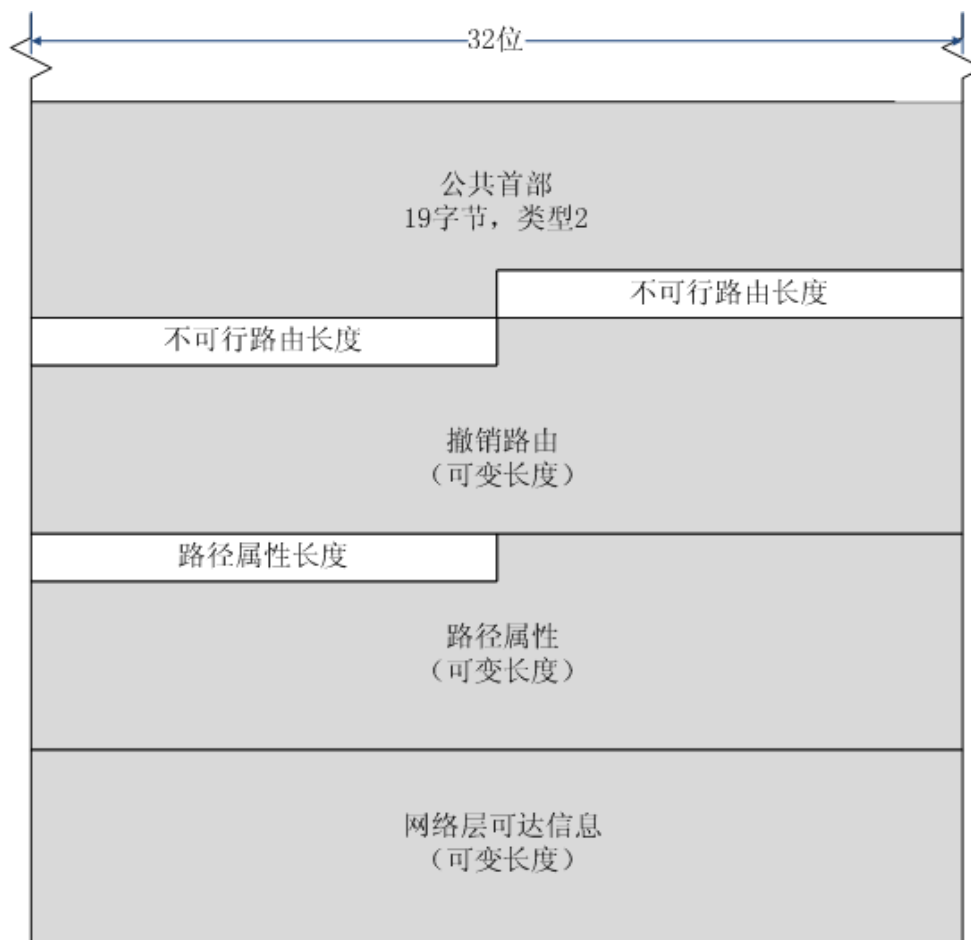 32位
公共首部
19字节，类型2
不可行路由长度
不可行路由长度
撤销路由
（可变长度）
路径属性长度
路径属性
（可变长度）
网络层可达信息
（可变长度）